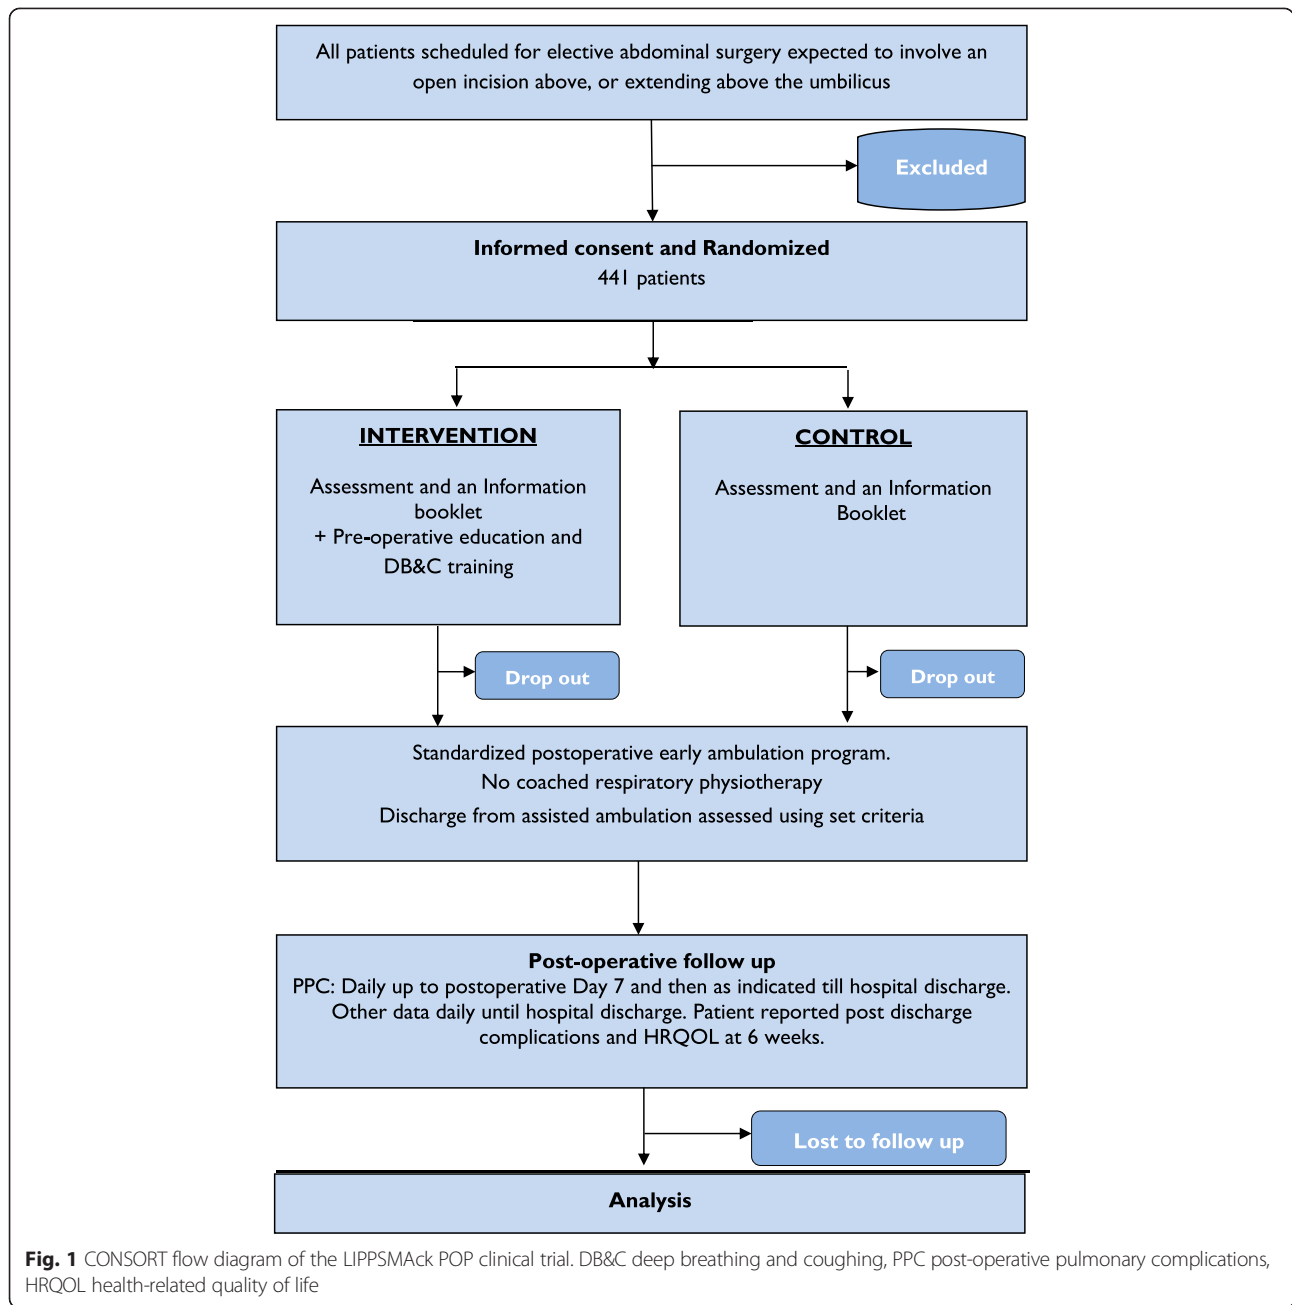 All patients scheduled for elective abdominal surgery expected to involve an
open incision above, or extending above the umbilicus
Excluded
Informed consent and Randomized
441 patients
INTERVENTION
Assessment and an Information
booklet
+ Pre-operative education and
DB&C training
CONTROL
Assessment and an Information
Booklet
Drop out
Drop out
Standardized postoperative early ambulation program.
No coached respiratory physiotherapy
Discharge from assisted ambulation assessed using set criteria
Post-operative follow up
PPC: Daily up to postoperative Day 7 and then as indicated till hospital discharge.
Other data daily until hospital discharge. Patient reported post discharge
complications and HRQOL at 6 weeks.
Lost to follow up
Analysis
Fig. 1 CONSORT flow diagram of the LIPPSMAck POP clinical trial. DB&C deep breathing and coughing, PPC post-operative pulmonary complications,
HRQOL health-related quality of life